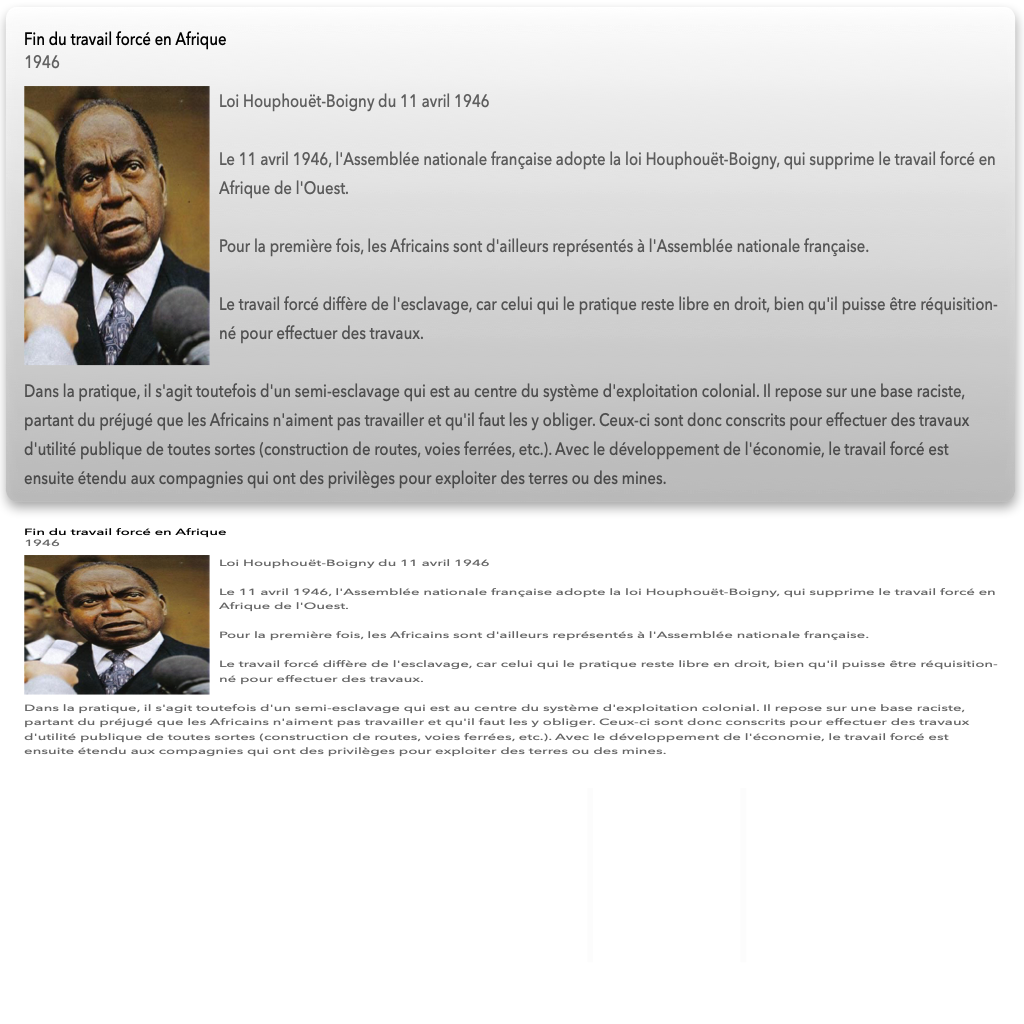 Fin du travail forcé en Afrique
1946
Loi Houphouët-Boigny du 11 avril 1946
Le 11 avril 1946, l'Assemblée nationale française adopte la loi Houphouët-Boigny, qui supprime le travail forcé en
Afrique de l'Ouest.
Pour la première fois, les Africains sont d'ailleurs représentés à l'Assemblée nationale française.
Le travail forcé diffère de l'esclavage, car celui qui le pratique reste libre en droit, bien qu'il puisse être réquisition-
né pour effectuer des travaux.
Dans la pratique, il s'agit toutefois d'un semi-esclavage qui est au centre du système d'exploitation colonial. Il repose sur une base raciste,
partant du préjugé que les Africains n'aiment pas travailler et qu'il faut les y obliger. Ceux-ci sont donc conscrits pour effectuer des travaux
d'utilité publique de toutes sortes (construction de routes, voies ferrées, etc.). Avec le développement de l'économie, le travail forcé est
ensuite étendu aux compagnies qui ont des privilèges pour exploiter des terres ou des mines.
Fin du travail forcé en Afrique
1946
Loi Houphouët-Boigny du 11 avril 1946
Le 11 avril 1946, l'Assemblée nationale française adopte la loi Houphouët-Boigny, qui supprime le travail forcé en
Afrique de l'Ouest.
Pour la première fois, les Africains sont d'ailleurs représentés à l'Assemblée nationale française.
Le travail forcé diffère de l'esclavage, car celui qui le pratique reste libre en droit, bien qu'il puisse être réquisition-
né pour effectuer des travaux.
Dans la pratique, il s'agit toutefois d'un semi-esclavage qui est au centre du système d'exploitation colonial. Il repose sur une base raciste,
partant du préjugé que les Africains n'aiment pas travailler et qu'il faut les y obliger. Ceux-ci sont donc conscrits pour effectuer des travaux
d'utilité publique de toutes sortes (construction de routes, voies ferrées, etc.). Avec le développement de l'économie, le travail forcé est
ensuite étendu aux compagnies qui ont des privilèges pour exploiter des terres ou des mines.